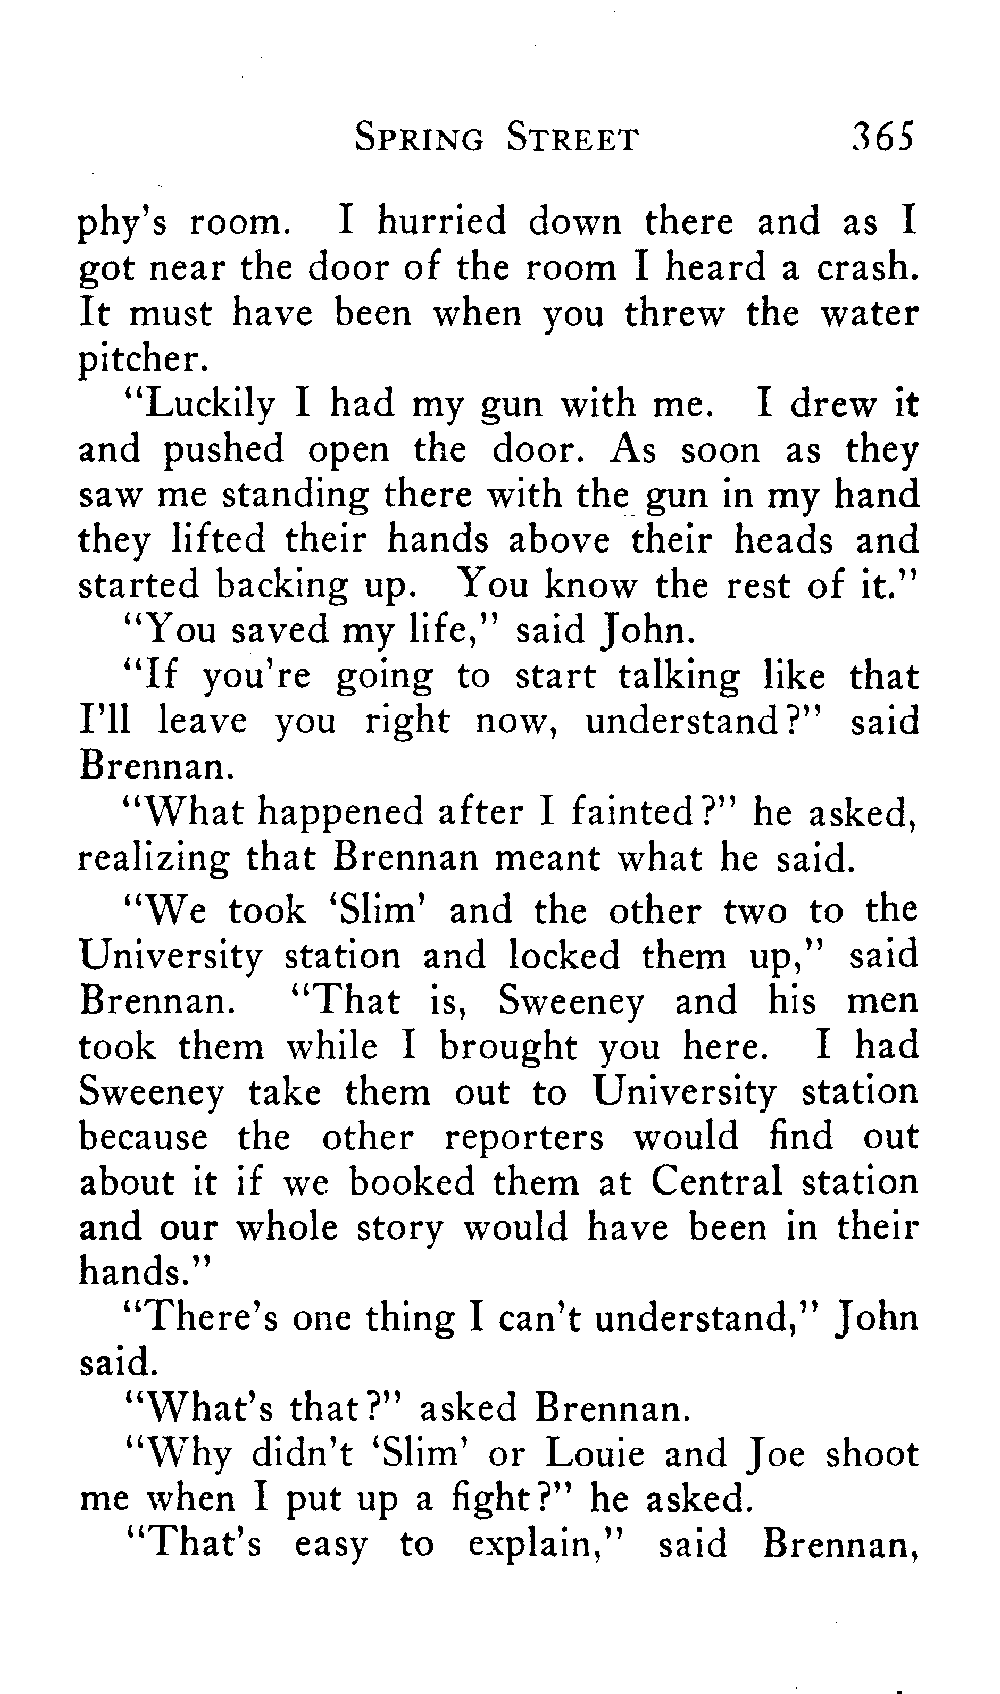 SPRING STREET 365
phy's room. I hurried down there and as I
got near the door of the room I heard a crash.
It must have been when you threw the water
pitcher.
"Luckily I had my gun with me. I drew it
and pushed open the door. As soon as they
saw me standing there with the gun in my hand
they lifted their hands above their heads and
started backing up. You know the rest of it."
"You saved my life," said John.
"If you're going to start talking like that
I'll leave you right now, understand?" said
Brennan.
"What happened after I fainted?" he asked,
realizing that Brennan meant what he said.
"We took 'Slim' and the other two to the
University station and locked them up," said
Brennan. "That is, Sweeney and his men
took them while I brought you here. I had
Sweeney take them out to University station
because the other reporters would find out
about it if we booked them at Central station
and our whole story would have been in their
hands."
"There's one thing I can't understand," John
said.
"What's that?" asked Brennan.
"Why didn't 'Slim' or Louie and Joe shoot
me when I put up a fight?" he asked.
"That's easy to explain," said Brennan,